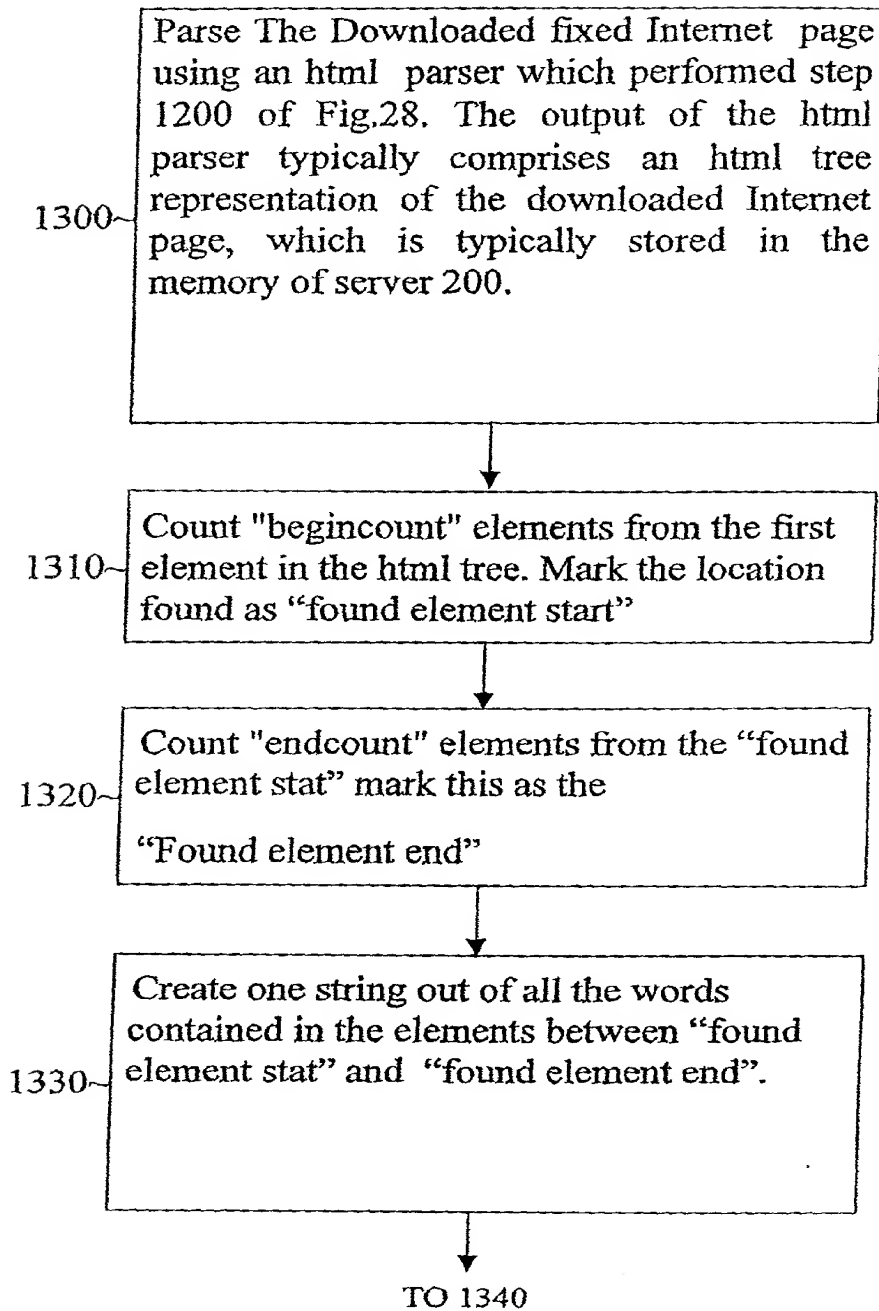 Parse The Downloaded fixed Internet page
using an html parser which performed step
1200 of Fig.28. The output of the html
parser typically comprises an html tree
representation of the downloaded Internet
page, which is typically stored in the
memory of server 200.
1300~
Count "begincount" elements from the first
element in the html tree. Mark the location
found as “found element start”
1310~
Count "endcount" elements from the “found
element stat” mark this as the
“Found element end”
1320~
Create one string out of all the words
contained in the elements between “found
element stat” and “found element end”.
1330~
TO 1340